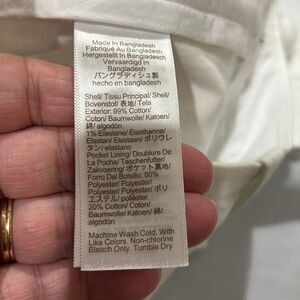 Made In Bangladesh
Fabriqué Au Bangladesh
Hergestellt In Bangladesh
Vervaardigd In
Bangladesh
バングラディシュ製
hecho en bangladesh
Shell/ Tissu Principal/ Shell/
Bovenstof/ 表地/ Tela
Exterior: 99% Cotton/
Coton/ Baumwolle/ Katoen/
綿/ algodón
1% Elastane/ Élasthanne/
Elastan/ Elastaan/ ポリウレ
タン/ elastano
Pocket Lining/ Doublure De
La Poche/ Taschenfutter/
Zakvoering/ ポケット裏地/
Forro Del Bolsillo: 80%
Polyester/ Polyester/
Polyester/ Polyester/ ポリ
エステル/ poliéster
20% Cotton/ Coton/
Baumwolle/ Katoen/ 綿/
algodón
Machine Wash Cold. With
Like Colors. Non-chlorine
Bleach Only. Tumble Dry